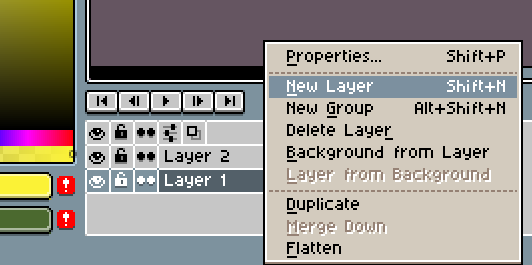 Properties... Shift+P
New Layer Shift+N
New Group Alt+Shift+N
Delete Layer
Background from Layer
Layer from Background
Duplicate
Merge Down
Flatten
Layer 2
Layer 1